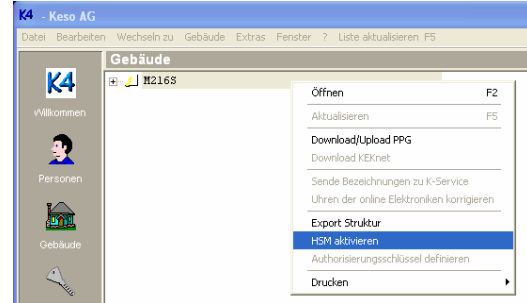 K4 - Keso AG
Datei Bearbeiten Wechseln zu Gebäude Extras Fenster ? Liste aktualisieren F5
Gebäude
K4
Willkommen
Personen
Gebäude
M216S
Öffnen F2
Aktualisieren F5
Download/Upload PPG
Download KEKnet
Sende Bezeichnungen zu K-Service
Uhren der online Elektroniken korrigieren
Export Struktur
HSM aktivieren
Authorisierungsschlüssel definieren
Drucken